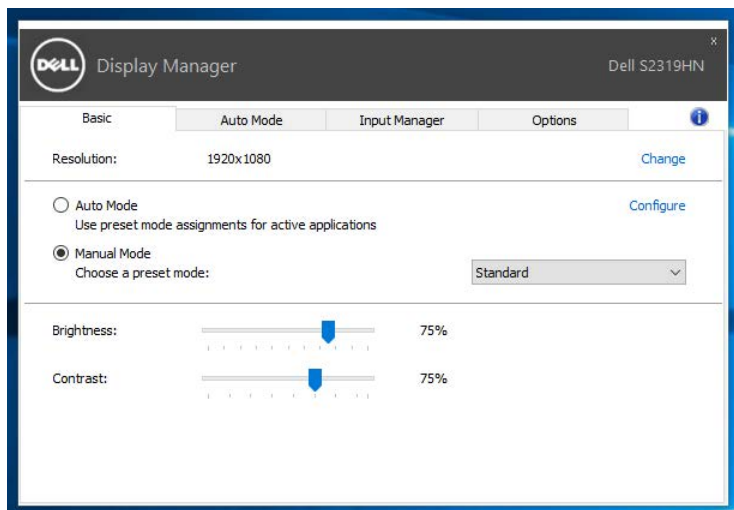 DELL Display Manager
x
Dell S2319HN
Basic Auto Mode Input Manager Options i
Resolution: 1920x1080 Change
Auto Mode Configure
Use preset mode assignments for active applications
Manual Mode
Choose a preset mode: Standard
Brightness: 75%
Contrast: 75%